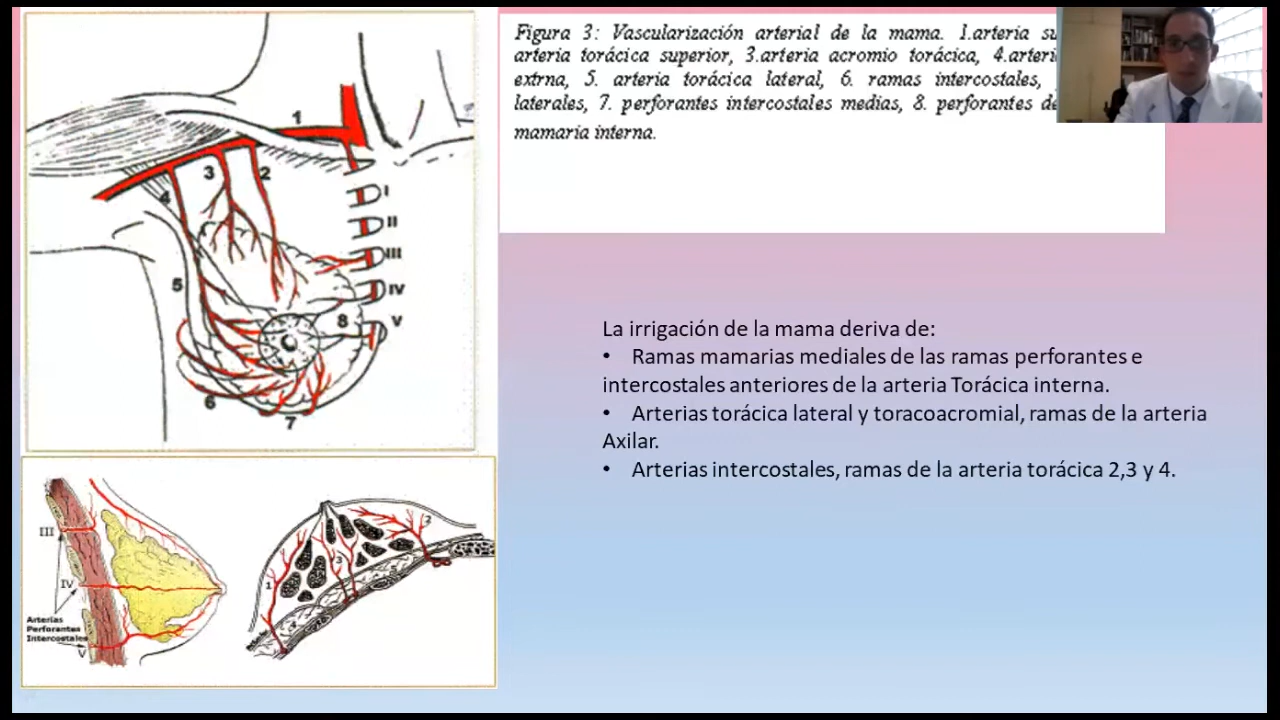 Figura 3: Vascularización arterial de la mama. 1.arteria
arteria torácica superior, 3.arteria acromio torácica,
extrna, 5. arteria torácica lateral, 6. ramas intercostales,
laterales, 7. perforantes intercostales medias, 8. perforantes
mamaria interna.
1
3
2
4
I
II
III
IV
V
5
8
6
7
La irrigación de la mama deriva de:
• Ramas mamarias mediales de las ramas perforantes e
intercostales anteriores de la arteria Torácica interna.
• Arterias torácica lateral y toracoacromial, ramas de la arteria
Axilar.
• Arterias intercostales, ramas de la arteria torácica 2,3 y 4.
III
IV
Arterias
Perforantes
Intercostales
V
1
2
3